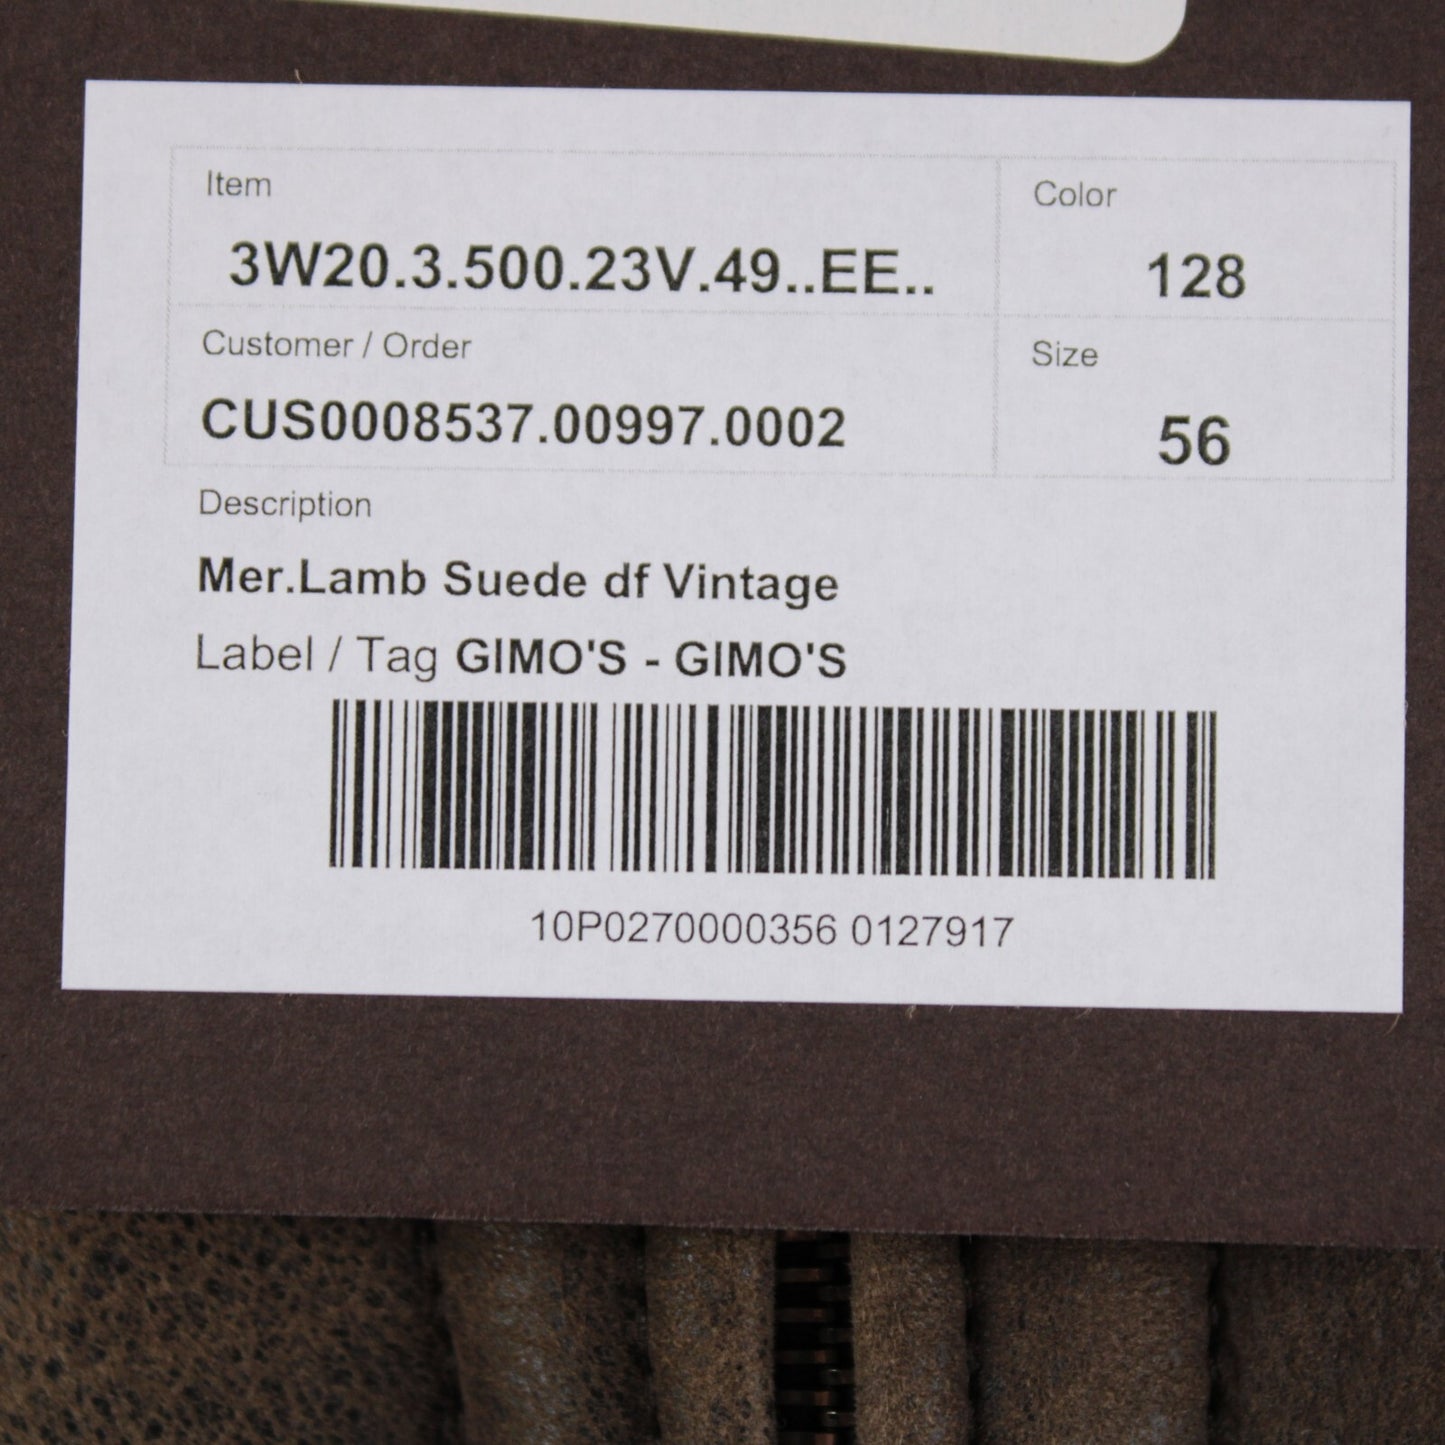 Item
3W20.3.500.23V.49..EE..
Color
128
Customer / Order
CUS0008537.00997.0002
Size
56
Description
Mer.Lamb Suede df Vintage
Label / Tag GIMO'S - GIMO'S
10P0270000356 0127917